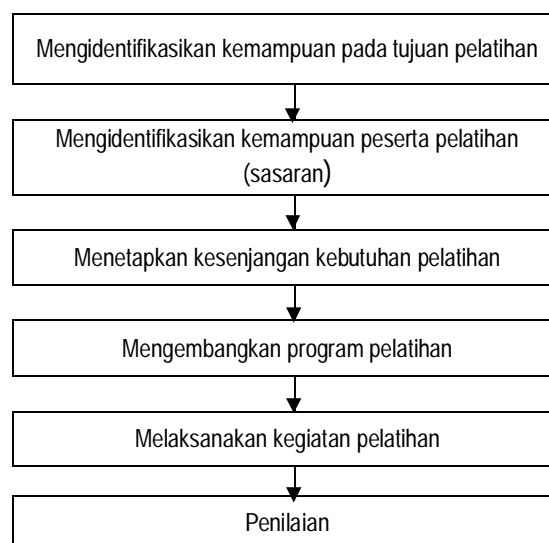 Mengidentifikasikan kemampuan pada tujuan pelatihan
Mengidentifikasikan kemampuan peserta pelatihan
(sasaran)
Menetapkan kesenjangan kebutuhan pelatihan
Mengembangkan program pelatihan
Melaksanakan kegiatan pelatihan
Penilaian